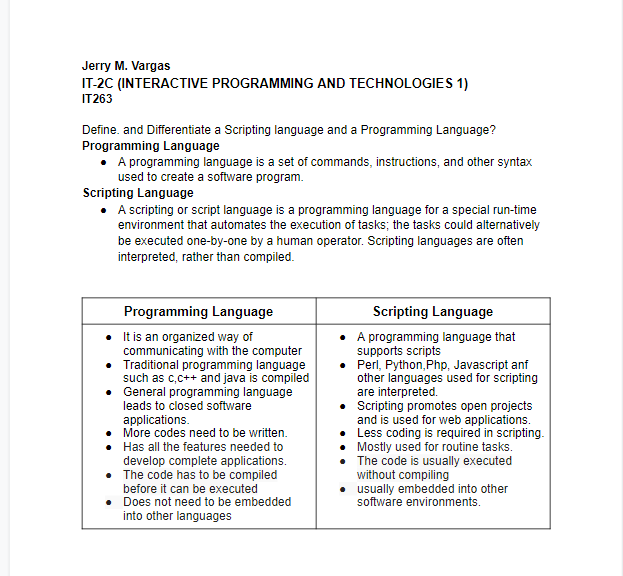 Jerry M. Vargas
IT-2C (INTERACTIVE PROGRAMMING AND TECHNOLOGIES 1)
IT263
Define. and Differentiate a Scripting language and a Programming Language?
Programming Language
● A programming language is a set of commands, instructions, and other syntax
used to create a software program.
Scripting Language
● A scripting or script language is a programming language for a special run-time
environment that automates the execution of tasks; the tasks could alternatively
be executed one-by-one by a human operator. Scripting languages are often
interpreted, rather than compiled.
Programming Language
● It is an organized way of
communicating with the computer
● Traditional programming language
such as c,c++ and java is compiled
● General programming language
leads to closed software
applications.
● More codes need to be written.
● Has all the features needed to
develop complete applications.
● The code has to be compiled
before it can be executed
● Does not need to be embedded
into other languages
Scripting Language
● A programming language that
supports scripts
● Perl, Python,Php, Javascript anf
other languages used for scripting
are interpreted.
● Scripting promotes open projects
and is used for web applications.
● Less coding is required in scripting.
● Mostly used for routine tasks.
● The code is usually executed
without compiling
● usually embedded into other
software environments.